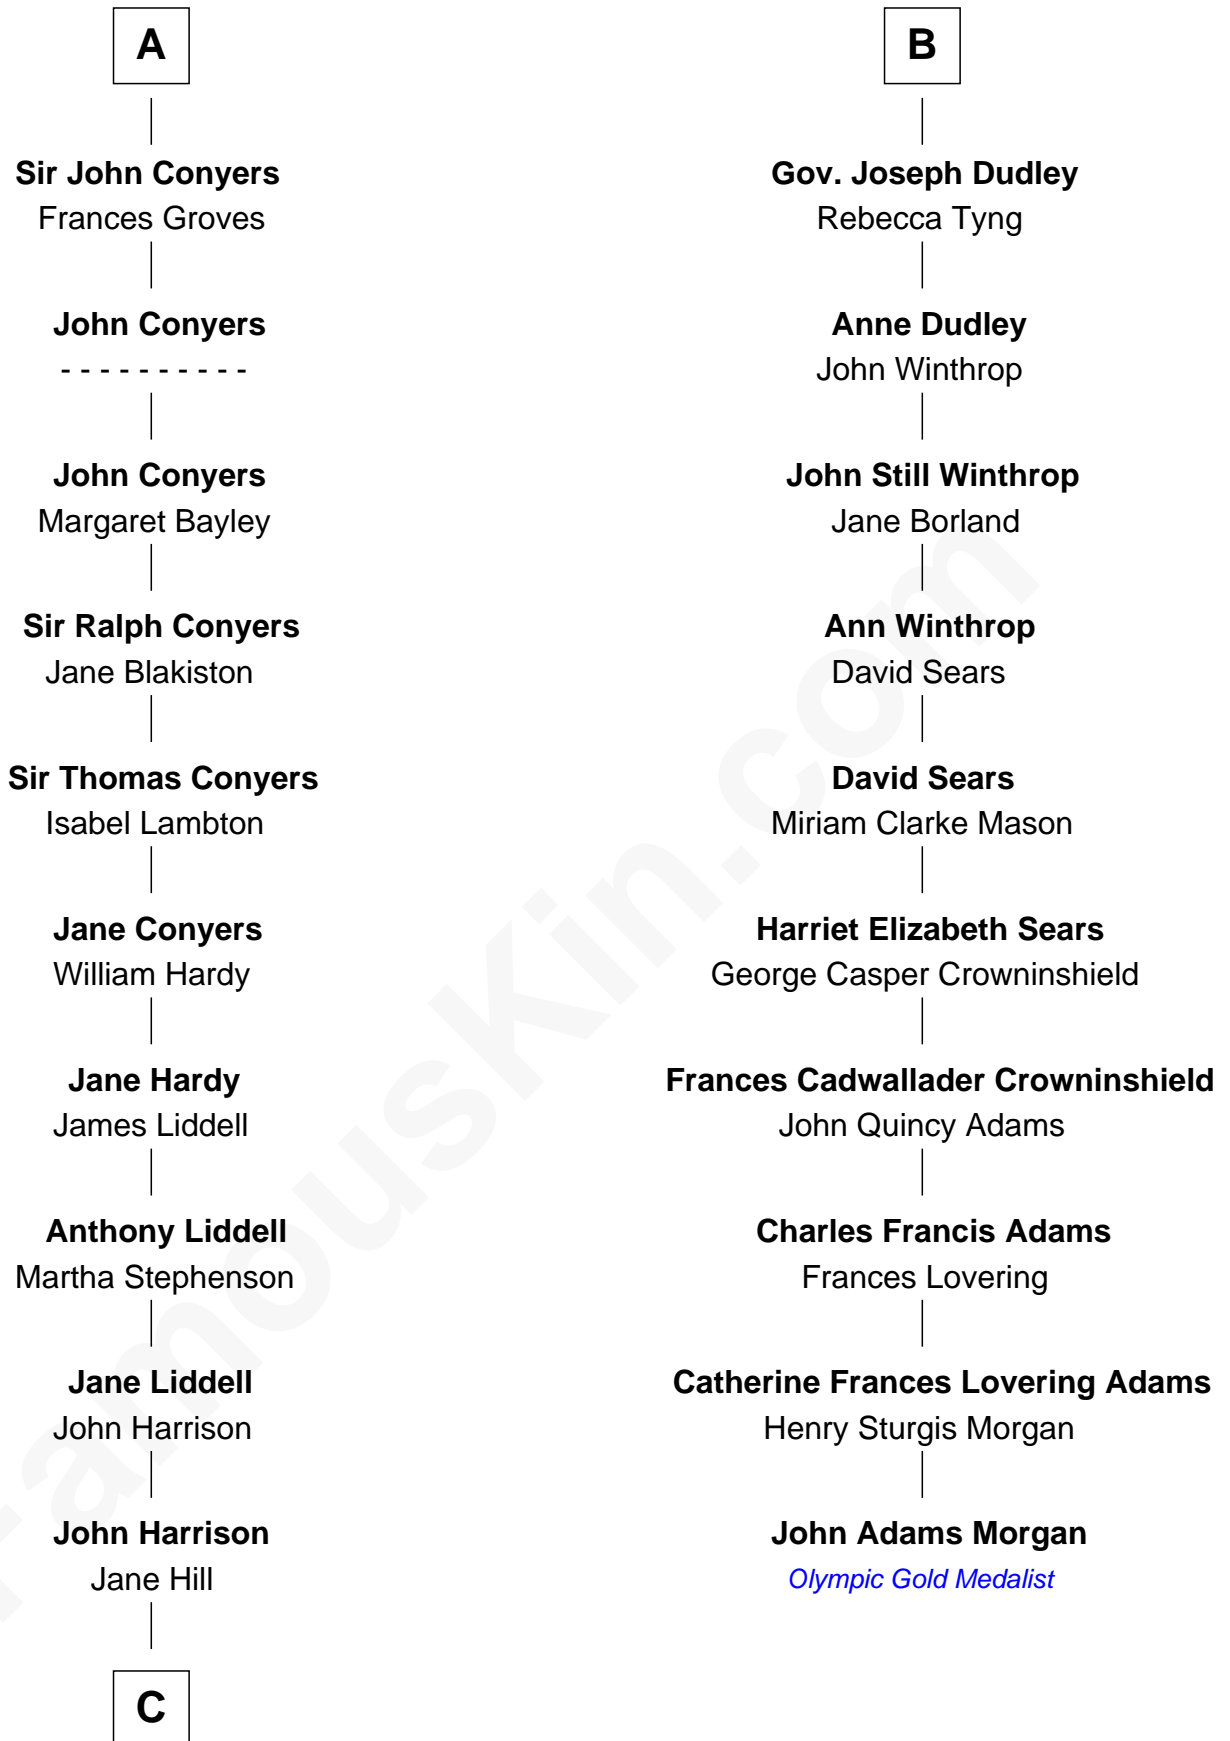 A
Sir John Conyers
Frances Groves
John Conyers
- - - - - - - - - -
John Conyers
Margaret Bayley
Sir Ralph Conyers
Jane Blakiston
Sir Thomas Conyers
Isabel Lambton
Jane Conyers
William Hardy
Jane Hardy
James Liddell
Anthony Liddell
Martha Stephenson
Jane Liddell
John Harrison
John Harrison
Jane Hill
C
B
Gov. Joseph Dudley
Rebecca Tyng
Anne Dudley
John Winthrop
John Still Winthrop
Jane Borland
Ann Winthrop
David Sears
David Sears
Miriam Clarke Mason
Harriet Elizabeth Sears
George Casper Crowninshield
Frances Cadwallader Crowninshield
John Quincy Adams
Charles Francis Adams
Frances Lovering
Catherine Frances Lovering Adams
Henry Sturgis Morgan
John Adams Morgan
Olympic Gold Medalist
FamousKin.com